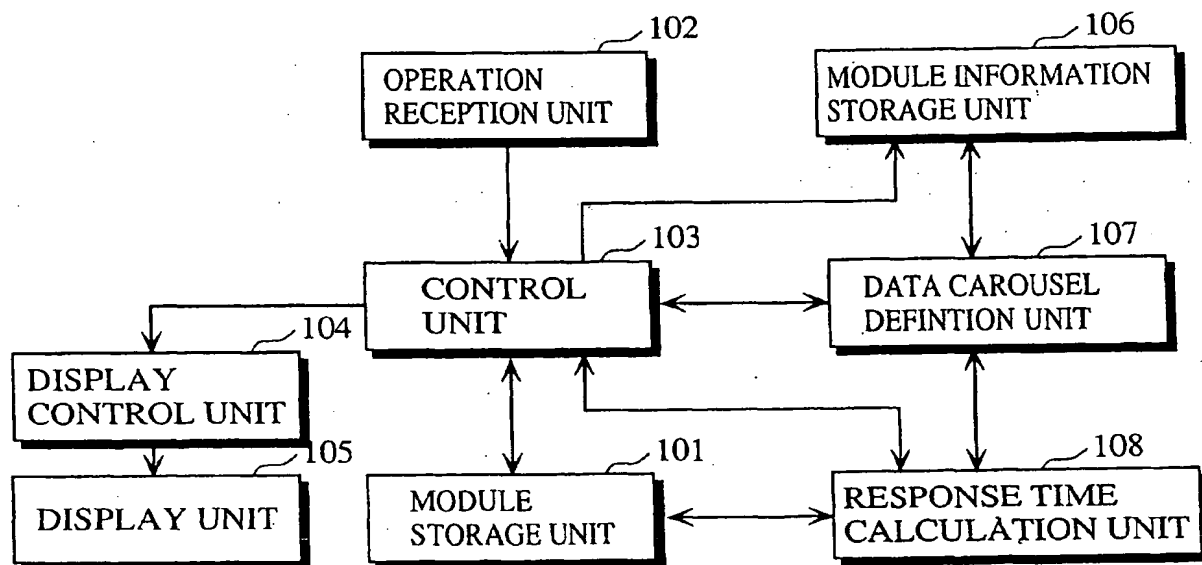 102
OPERATION
RECEPTION UNIT
106
MODULE INFORMATION
STORAGE UNIT
103
CONTROL
UNIT
107
DATA CAROUSEL
DEFINTION UNIT
104
DISPLAY
CONTROL UNIT
105
DISPLAY UNIT
101
MODULE
STORAGE UNIT
108
RESPONSE TIME
CALCULATION UNIT